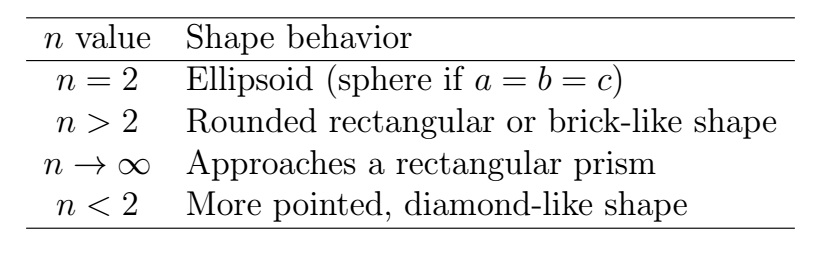 n value Shape behavior
n = 2 Ellipsoid (sphere if a = b = c)
n > 2 Rounded rectangular or brick-like shape
n → ∞ Approaches a rectangular prism
n < 2 More pointed, diamond-like shape